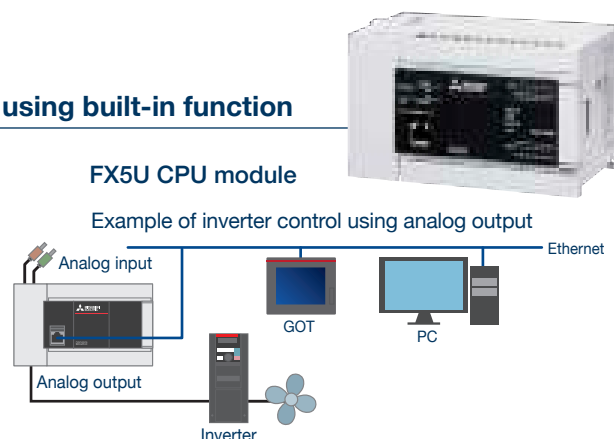 using built-in function
FX5U CPU module
Example of inverter control using analog output
Ethernet
Analog input
GOT
PC
Analog output
Inverter